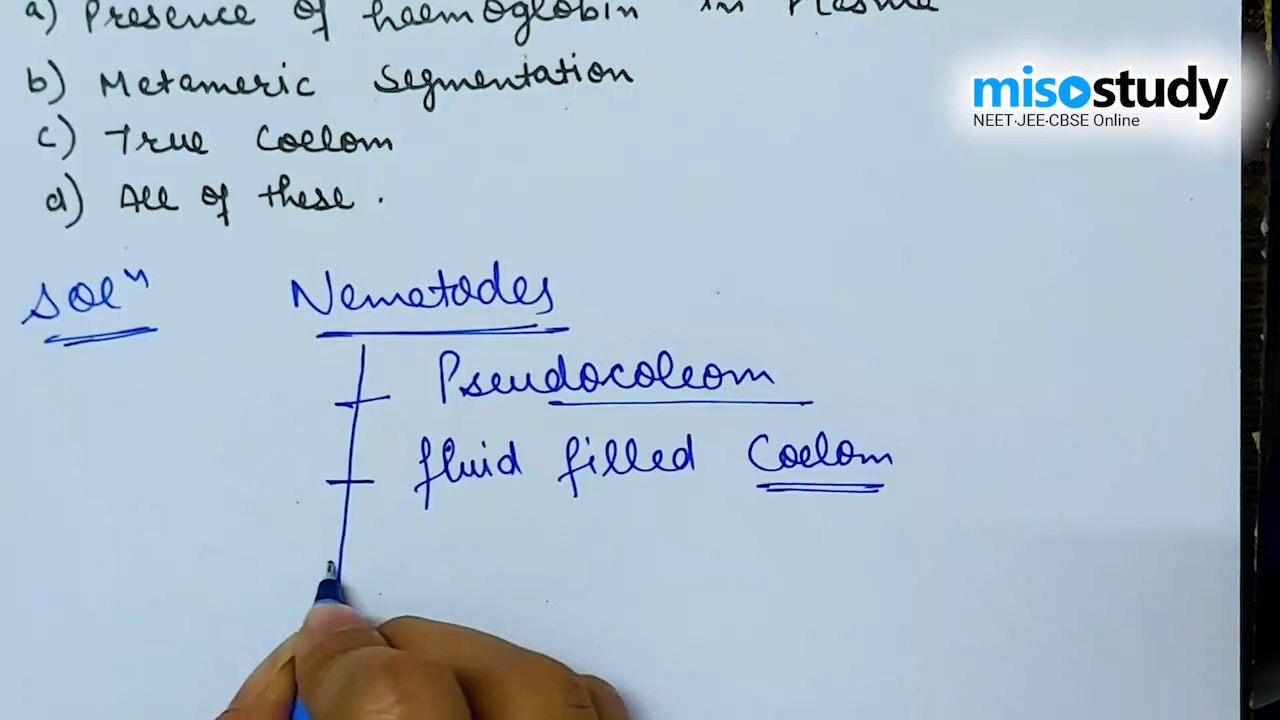 a) Presence of haemoglobin in Plasma
b) Metameric Segmentation
c) True Coelom
d) All of these.
misostudy
NEET-JEE-CBSE Online
Soln
Nematodes
Pseudocoleom
fluid filled Coelom